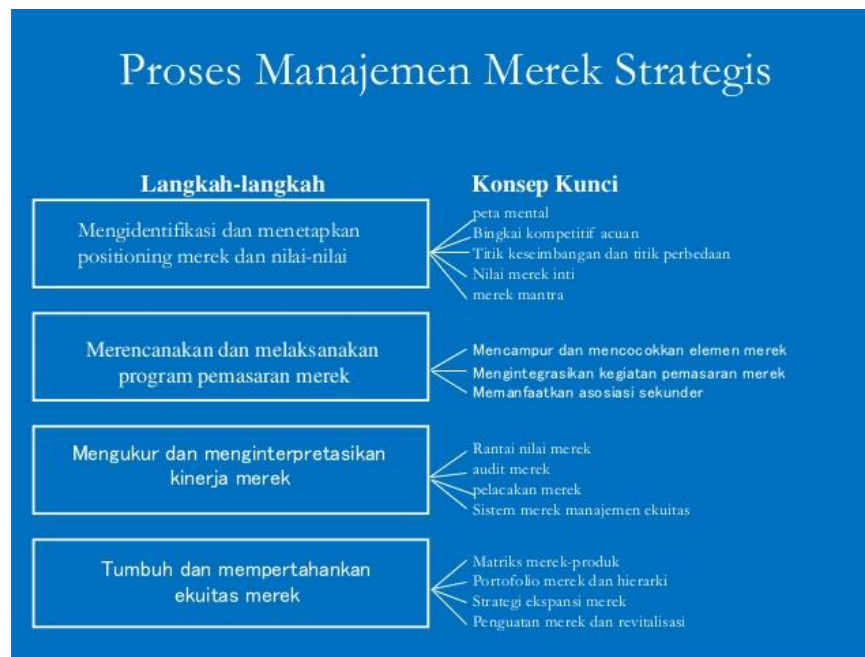 Proses Manajemen Merek Strategis
Langkah-langkah
Konsep Kunci
Mengidentifikasi dan menetapkan
positioning merek dan nilai-nilai
peta mental
Bingkai kompetitif acuan
Titik keseimbangan dan titik perbedaan
Nilai merek inti
merek mantra
Merencanakan dan melaksanakan
program pemasaran merek
Mencampur dan mencocokkan elemen merek
Mengintegrasikan kegiatan pemasaran merek
Memanfaatkan asosiasi sekunder
Mengukur dan menginterpretasikan
kinerja merek
Rantai nilai merek
audit merek
pelacakan merek
Sistem merek manajemen ekuitas
Tumbuh dan mempertahankan
ekuitas merek
Matriks merek-produk
Portofolio merek dan hierarki
Strategi ekspansi merek
Penguatan merek dan revitalisasi